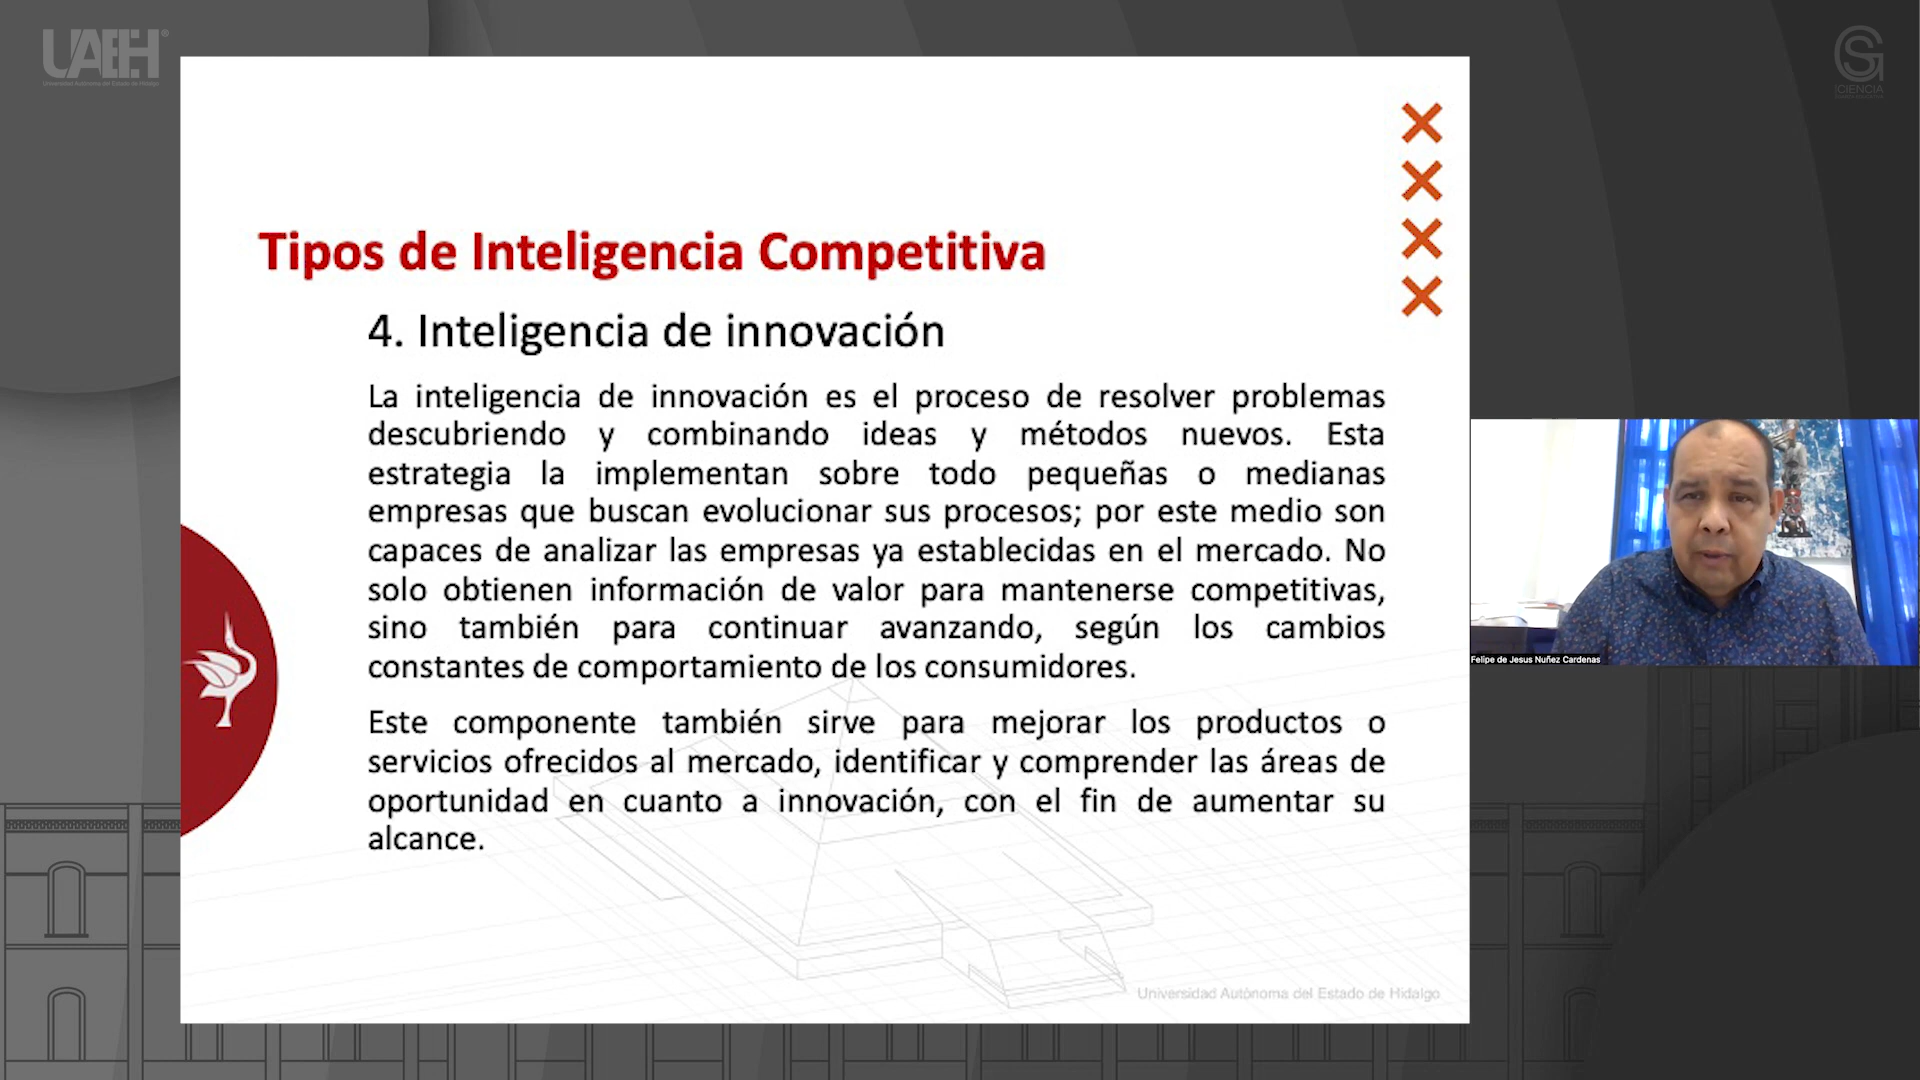 UAEH
Universidad Autónoma del Estado de Hidalgo
CIENCIA
Tipos de Inteligencia Competitiva
4. Inteligencia de innovación
La inteligencia de innovación es el proceso de resolver problemas
descubriendo y combinando ideas y métodos nuevos. Esta
estrategia la implementan sobre todo pequeñas o medianas
empresas que buscan evolucionar sus procesos; por este medio son
capaces de analizar las empresas ya establecidas en el mercado. No
solo obtienen información de valor para mantenerse competitivas,
sino también para continuar avanzando, según los cambios
constantes de comportamiento de los consumidores.
Este componente también sirve para mejorar los productos o
servicios ofrecidos al mercado, identificar y comprender las áreas de
oportunidad en cuanto a innovación, con el fin de aumentar su
alcance.
Universidad Autónoma del Estado de Hidalgo
Felipe de Jesus Nuñez Cardenas